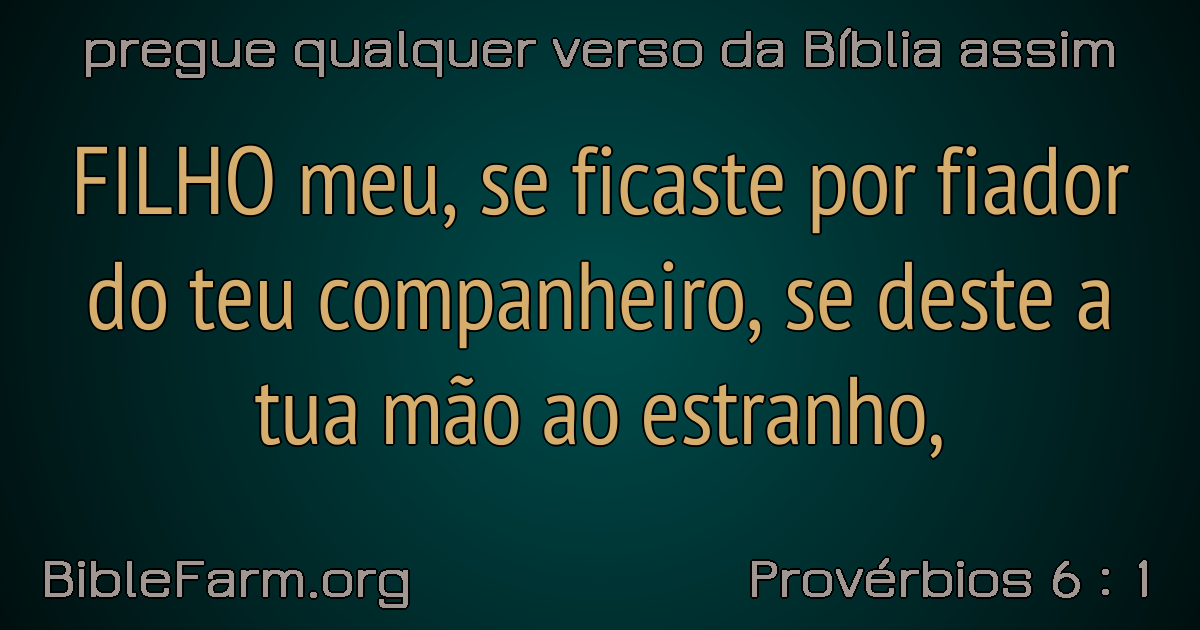 pregue qualquer verso da Bíblia assim
FILHO meu, se ficaste por fiador
do teu companheiro, se deste a
tua mão ao estranho,
BibleFarm.org
Provérbios 6 : 1